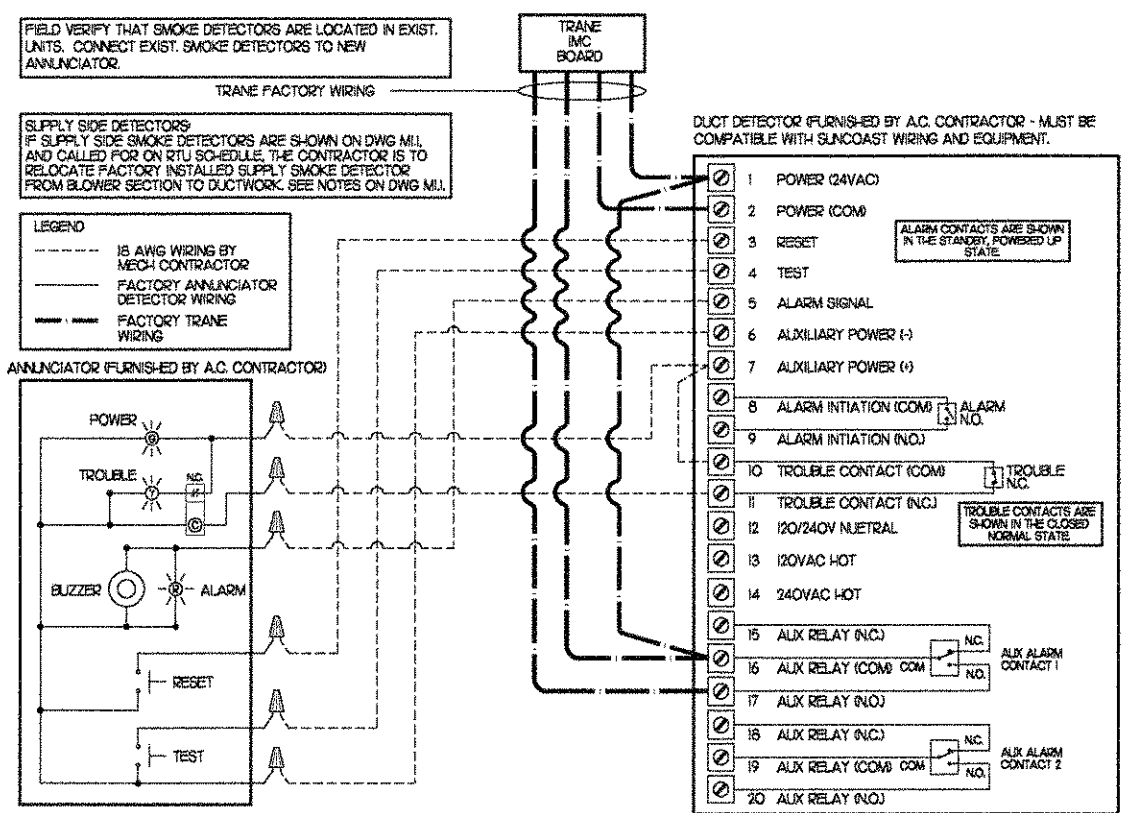 FIELD VERIFY THAT SMOKE DETECTORS ARE LOCATED IN EXIST.
UNITS. CONNECT EXIST. SMOKE DETECTORS TO NEW
ANNUNCIATOR.
TRANE
IMC
BOARD
TRANE FACTORY WIRING
SUPPLY SIDE DETECTORS:
IF SUPPLY SIDE SMOKE DETECTORS ARE SHOWN ON DWG M1.1,
AND CALLED FOR ON RTU SCHEDULE, THE CONTRACTOR IS TO
RELOCATE FACTORY INSTALLED SUPPLY SMOKE DETECTOR
FROM BLOWER SECTION TO DUCTWORK. SEE NOTES ON DWG M1.1.
DUCT DETECTOR (FURNISHED BY A.C. CONTRACTOR - MUST BE
COMPATIBLE WITH SUNCOAST WIRING AND EQUIPMENT.
LEGEND
18 AWG WIRING BY
MECH CONTRACTOR
FACTORY ANNUNCIATOR
DETECTOR WIRING
FACTORY TRANE
WIRING
ANNUNCIATOR (FURNISHED BY A.C. CONTRACTOR)
POWER
G
TROUBLE
Y
N.C.
C
BUZZER
R
ALARM
RESET
TEST
1 POWER (24VAC)
2 POWER (COM)
3 RESET
4 TEST
5 ALARM SIGNAL
6 AUXILIARY POWER (-)
7 AUXILIARY POWER (+)
8 ALARM INTIATION (COM)
9 ALARM INTIATION (N.O.)
10 TROUBLE CONTACT (COM)
11 TROUBLE CONTACT (N.C.)
12 120/240V NUETRAL
13 120VAC HOT
14 240VAC HOT
15 AUX RELAY (N.C.)
16 AUX RELAY (COM)
17 AUX RELAY (N.O.)
18 AUX RELAY (N.C.)
19 AUX RELAY (COM)
20 AUX RELAY (N.O.)
ALARM CONTACTS ARE SHOWN
IN THE STANDBY, POWERED UP
STATE
ALARM
N.O.
TROUBLE
N.C.
TROUBLE CONTACTS ARE
SHOWN IN THE CLOSED
NORMAL STATE
N.C.
COM
N.O.
AUX ALARM
CONTACT 1
N.C.
COM
N.O.
AUX ALARM
CONTACT 2